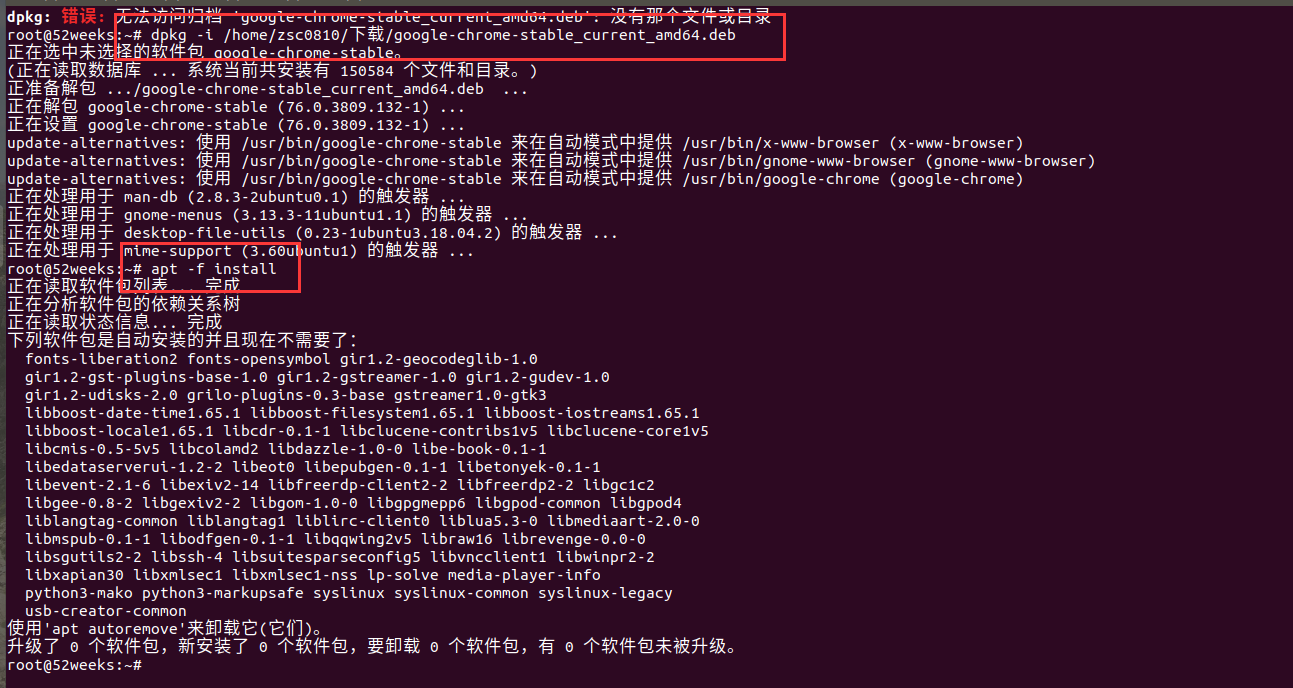 dpkg: 错误: 无法访问归档 'google-chrome-stable_current_amd64.deb': 没有那个文件或目录
root@52weeks:~# dpkg -i /home/zsc0810/下载/google-chrome-stable_current_amd64.deb
正在选中未选择的软件包 google-chrome-stable。
(正在读取数据库 ... 系统当前共安装有 150584 个文件和目录。)
正准备解包 .../google-chrome-stable_current_amd64.deb  ...
正在解包 google-chrome-stable (76.0.3809.132-1) ...
正在设置 google-chrome-stable (76.0.3809.132-1) ...
update-alternatives: 使用 /usr/bin/google-chrome-stable 来在自动模式中提供 /usr/bin/x-www-browser (x-www-browser)
update-alternatives: 使用 /usr/bin/google-chrome-stable 来在自动模式中提供 /usr/bin/gnome-www-browser (gnome-www-browser)
update-alternatives: 使用 /usr/bin/google-chrome-stable 来在自动模式中提供 /usr/bin/google-chrome (google-chrome)
正在处理用于 man-db (2.8.3-2ubuntu0.1) 的触发器 ...
正在处理用于 gnome-menus (3.13.3-11ubuntu1.1) 的触发器 ...
正在处理用于 desktop-file-utils (0.23-1ubuntu3.18.04.2) 的触发器 ...
正在处理用于 mime-support (3.60ubuntu1) 的触发器 ...
root@52weeks:~# apt -f install
正在读取软件包列表... 完成
正在分析软件包的依赖关系树
正在读取状态信息... 完成
下列软件包是自动安装的并且现在不需要了：
  fonts-liberation2 fonts-opensymbol gir1.2-geocodeglib-1.0
  gir1.2-gst-plugins-base-1.0 gir1.2-gstreamer-1.0 gir1.2-gudev-1.0
  gir1.2-udisks-2.0 grilo-plugins-0.3-base gstreamer1.0-gtk3
  libboost-date-time1.65.1 libboost-filesystem1.65.1 libboost-iostreams1.65.1
  libboost-locale1.65.1 libcdr-0.1-1 libclucene-contribs1v5 libclucene-core1v5
  libcmis-0.5-5v5 libcolamd2 libdazzle-1.0-0 libe-book-0.1-1
  libedataserverui-1.2-2 libeot0 libepubgen-0.1-1 libetonyek-0.1-1
  libevent-2.1-6 libexiv2-14 libfreerdp-client2-2 libfreerdp2-2 libgc1c2
  libgee-0.8-2 libgexiv2-2 libgom-1.0-0 libgpgmepp6 libgpod-common libgpod4
  liblangtag-common liblangtag1 liblirc-client0 liblua5.3-0 libmediaart-2.0-0
  libmspub-0.1-1 libodfgen-0.1-1 libqqwing2v5 libraw16 librevenge-0.0-0
  libsgutils2-2 libssh-4 libsuitesparseconfig5 libvncclient1 libwinpr2-2
  libxapian30 libxmlsec1 libxmlsec1-nss lp-solve media-player-info
  python3-mako python3-markupsafe syslinux syslinux-common syslinux-legacy
  usb-creator-common
使用'apt autoremove'来卸载它(它们)。
升级了 0 个软件包，新安装了 0 个软件包，要卸载 0 个软件包，有 0 个软件包未被升级。
root@52weeks:~#